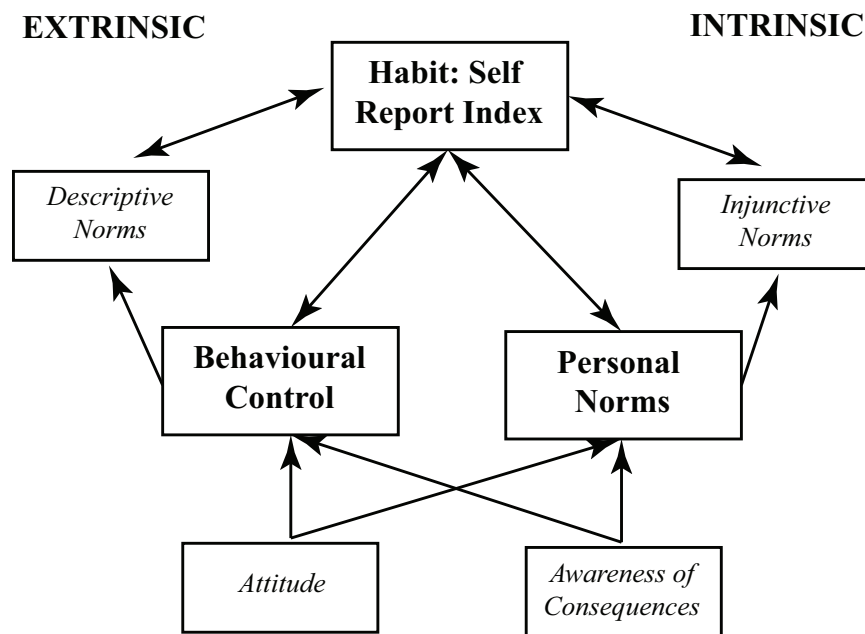 EXTRINSIC
INTRINSIC
Habit: Self
Report Index
Descriptive
Norms
Injunctive
Norms
Behavioural
Control
Personal
Norms
Attitude
Awareness of
Consequences